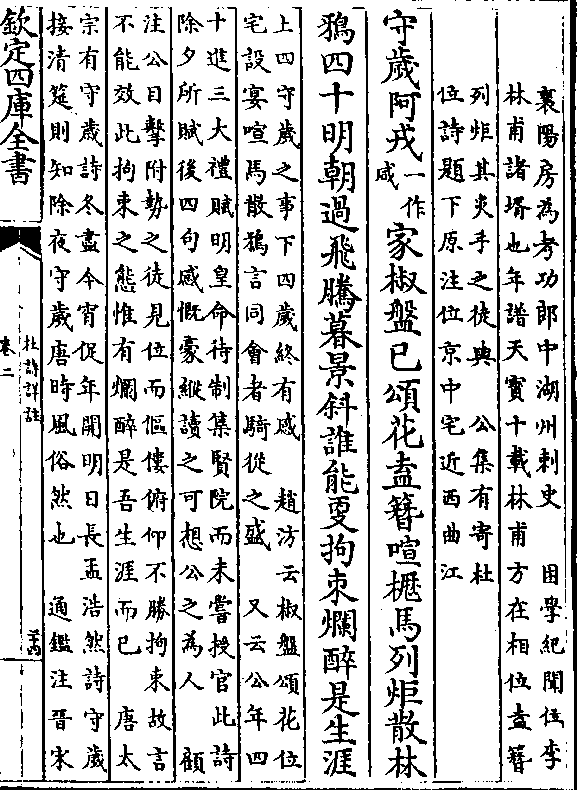 襄陽房為考功郎中湖州刺史　困學紀聞位李
林甫諸壻也年譜天寶十載林甫方在相位盍簪
列炬其炙手之徒與　公集有寄杜
位詩題下原注位京中宅近西曲江
守歲阿戎一作咸家椒盤已頌花盍簪喧櫪馬列炬散林
鵶四十明朝過飛騰暮景斜誰能更拘束爛醉是生涯
上四守歲之事下四歲終有感　趙汸云椒盤頌花位
宅設宴喧馬散鵶言同會者騎從之盛　又云公年四
十進三大禮賦明皇命待制集賢院而未嘗授官此詩
除夕所賦後四句感慨豪縱讀之可想公之為人　顧
注公目擊附勢之徒見位而傴僂俯仰不勝拘束故言
不能效此拘束之態惟有爛醉是吾生涯而已　唐太
宗有守歲詩冬盡今宵促年開明日長孟浩然詩守歲
接清筵則知除夜守歲唐時風俗然也　通鑑注晉宋
欽定四庫全書
杜詩詳註
卷二